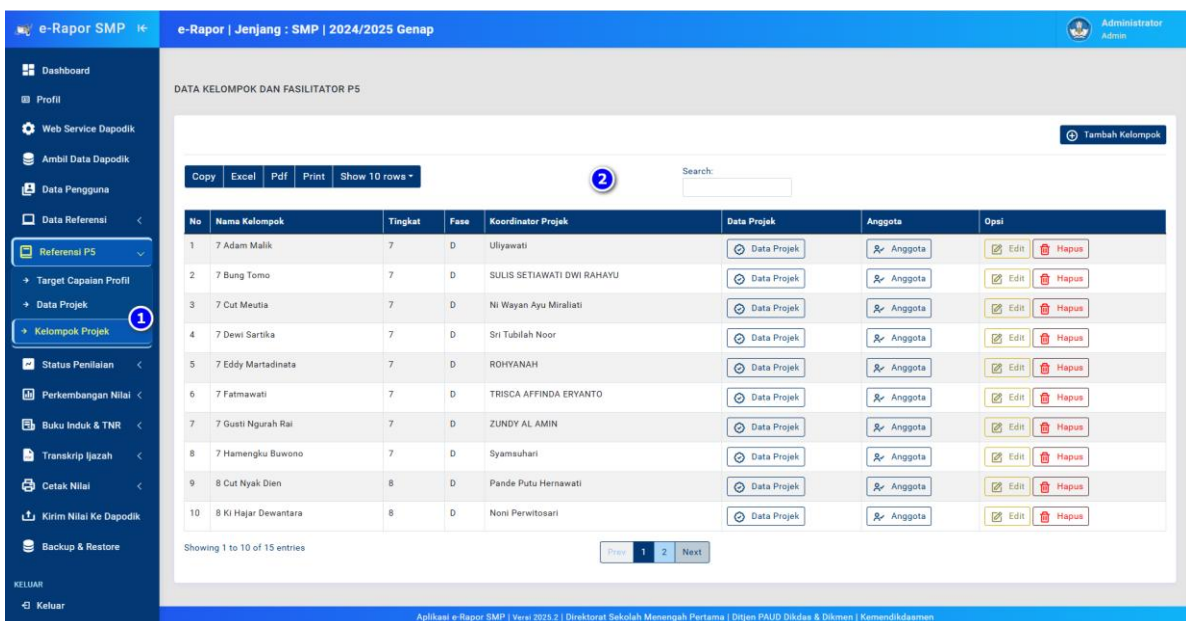 e-Rapor SMP
e-Rapor | Jenjang : SMP | 2024/2025 Genap
Administrator
Admin
Dashboard
Profil
Web Service Dapodik
Ambil Data Dapodik
Data Pengguna
Data Referensi
Referensi P5
Target Capaian Profil
Data Projek
Kelompok Projek
1
Status Penilaian
Perkembangan Nilai
Buku Induk & TNR
Transkrip Ijazah
Cetak Nilai
Kirim Nilai Ke Dapodik
Backup & Restore
KELUAR
Keluar
DATA KELOMPOK DAN FASILITATOR P5
Tambah Kelompok
Copy Excel Pdf Print Show 10 rows
2
Search:
No Nama Kelompok Tingkat Fase Koordinator Projek Data Projek Anggota Opsi
1 7 Adam Malik 7 D Uliyawati Data Projek Anggota Edit Hapus
2 7 Bung Tomo 7 D SULIS SETIAWATI DWI RAHAYU Data Projek Anggota Edit Hapus
3 7 Cut Meutia 7 D Ni Wayan Ayu Miraliati Data Projek Anggota Edit Hapus
4 7 Dewi Sartika 7 D Sri Tubilah Noor Data Projek Anggota Edit Hapus
5 7 Eddy Martadinata 7 D ROHYANAH Data Projek Anggota Edit Hapus
6 7 Fatmawati 7 D TRISCA AFFINDA ERYANTO Data Projek Anggota Edit Hapus
7 7 Gusti Ngurah Rai 7 D ZUNDY AL AMIN Data Projek Anggota Edit Hapus
8 7 Hamengku Buwono 7 D Syamsuhari Data Projek Anggota Edit Hapus
9 8 Cut Nyak Dien 8 D Pande Putu Hernawati Data Projek Anggota Edit Hapus
10 8 Ki Hajar Dewantara 8 D Noni Perwitosari Data Projek Anggota Edit Hapus
Showing 1 to 10 of 15 entries
Prev 1 2 Next
Aplikasi e-Rapor SMP | Versi 2025.2 | Direktorat Sekolah Menengah Pertama | Ditjen PAUD Dikdas & Dikmen | Kemendikdasmen